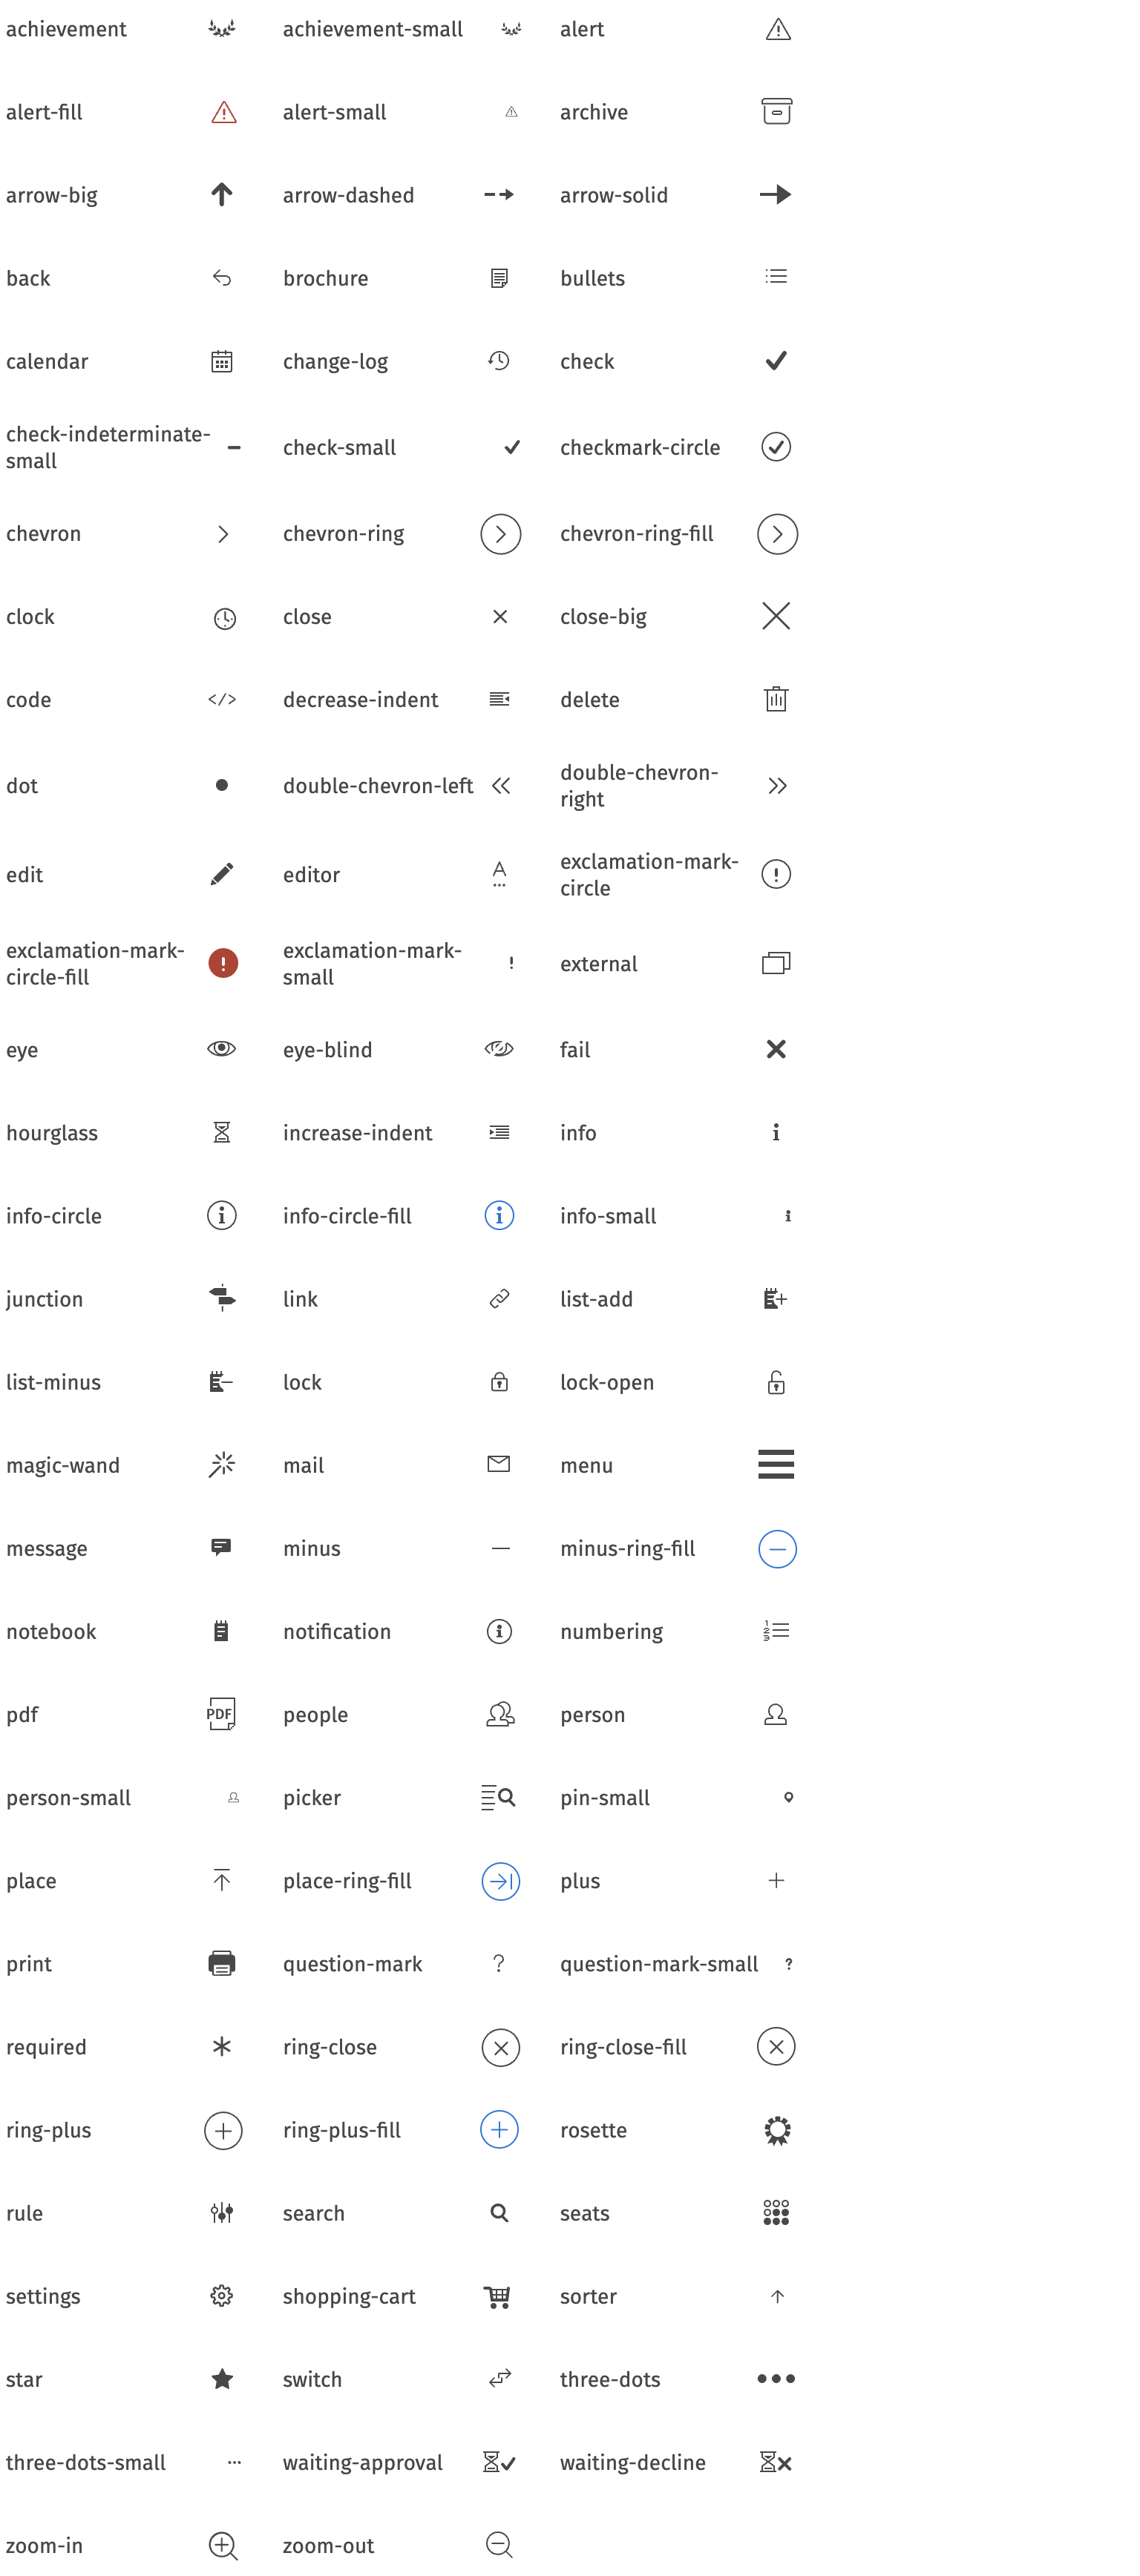 achievement achievement-small alert
alert-fill alert-small archive
arrow-big arrow-dashed arrow-solid
back brochure bullets
calendar change-log check
check-indeterminate-
small check-small checkmark-circle
chevron chevron-ring chevron-ring-fill
clock close close-big
code decrease-indent delete
dot double-chevron-left double-chevron-
right
edit editor exclamation-mark-
circle
exclamation-mark-
circle-fill exclamation-mark-
small external
eye eye-blind fail
hourglass increase-indent info
info-circle info-circle-fill info-small
junction link list-add
list-minus lock lock-open
magic-wand mail menu
message minus minus-ring-fill
notebook notification numbering
pdf PDF people person
person-small picker pin-small
place place-ring-fill plus
print question-mark question-mark-small
required ring-close ring-close-fill
ring-plus ring-plus-fill rosette
rule search seats
settings shopping-cart sorter
star switch three-dots
three-dots-small waiting-approval waiting-decline
zoom-in zoom-out